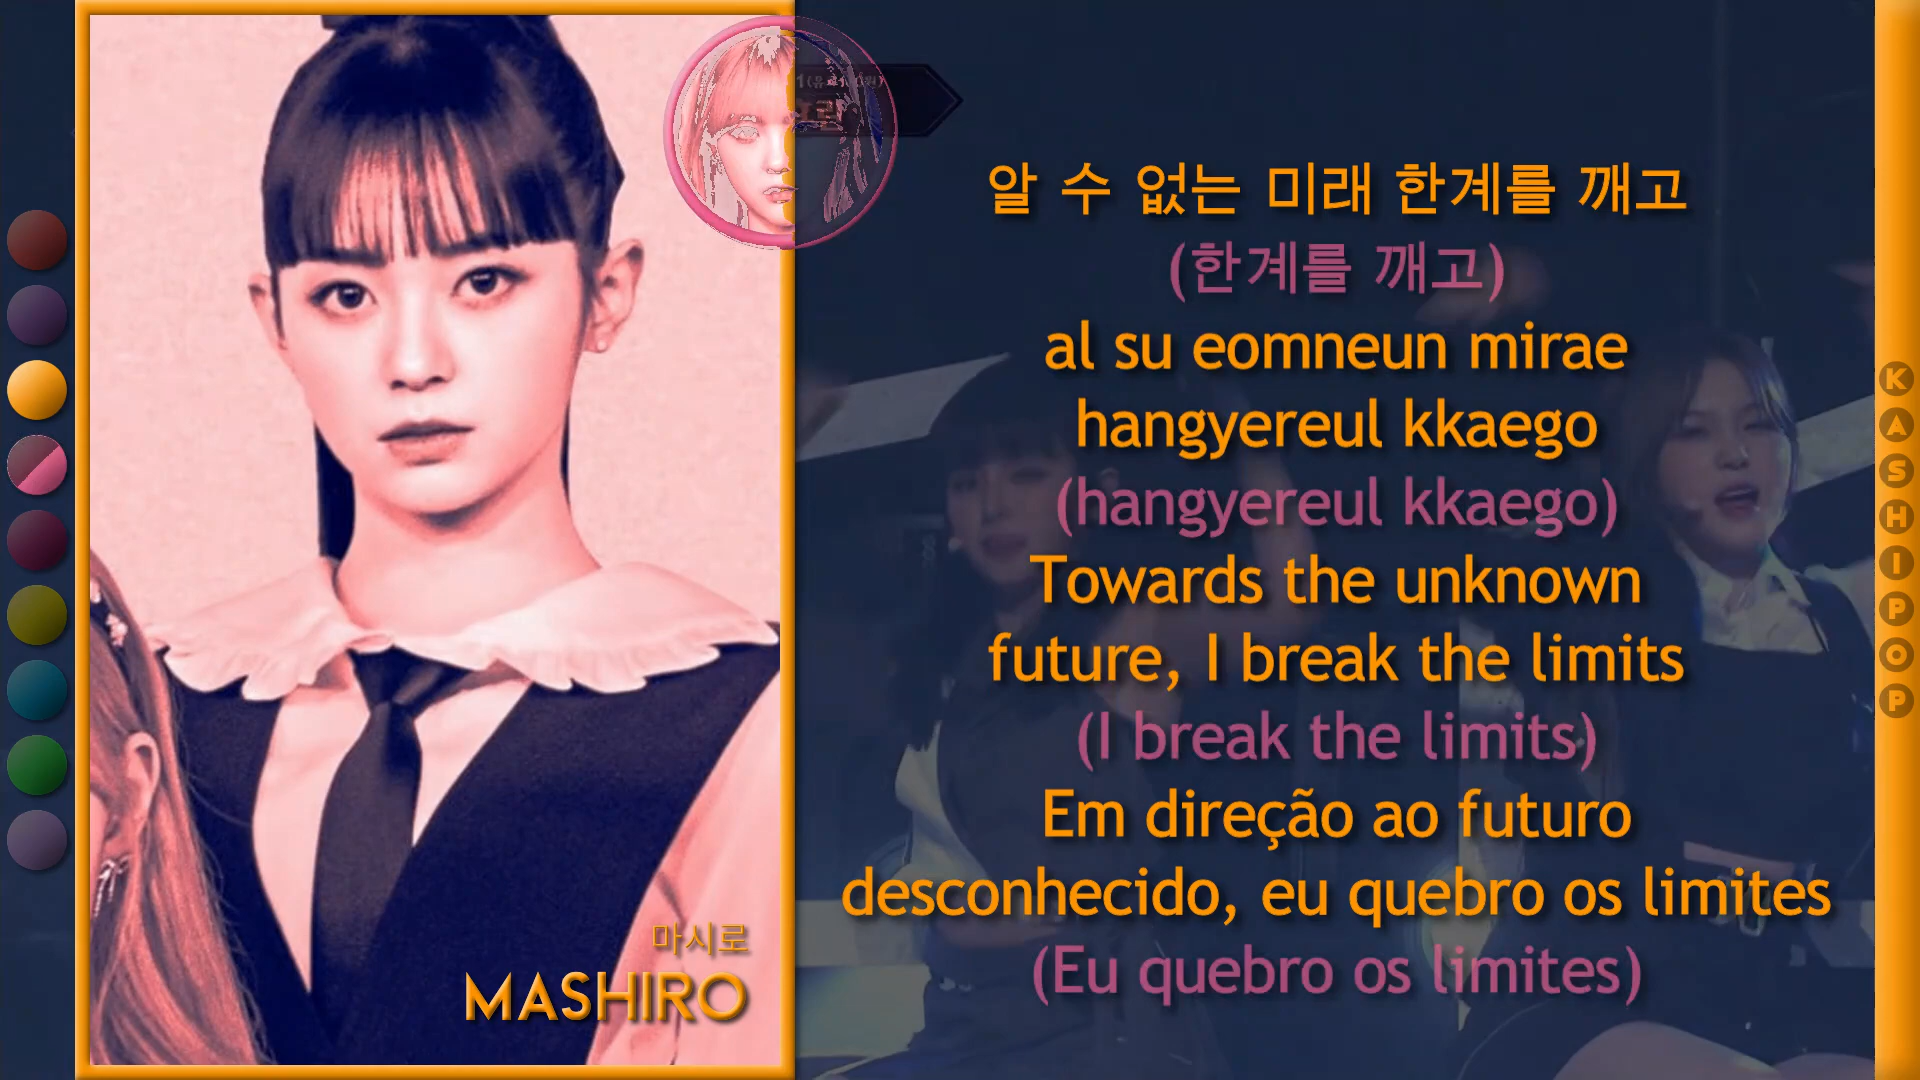 알 수 없는 미래 한계를 깨고
(한계를 깨고)
al su eomneun mirae
hangyereul kkaego
(hangyereul kkaego)
Towards the unknown
future, I break the limits
(I break the limits)
Em direção ao futuro
desconhecido, eu quebro os limites
(Eu quebro os limites)
마시로
MASHIRO
KASHIPOP